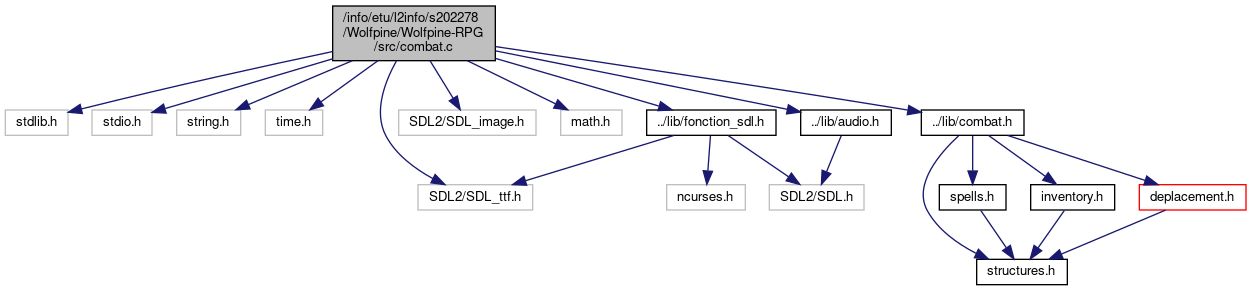 /info/etu/l2info/s202278
/Wolfpine/Wolfpine-RPG
/src/combat.c
stdlib.h
stdio.h
string.h
time.h
SDL2/SDL_image.h
math.h
../lib/fonction_sdl.h
../lib/audio.h
../lib/combat.h
SDL2/SDL_ttf.h
ncurses.h
SDL2/SDL.h
spells.h
inventory.h
deplacement.h
structures.h